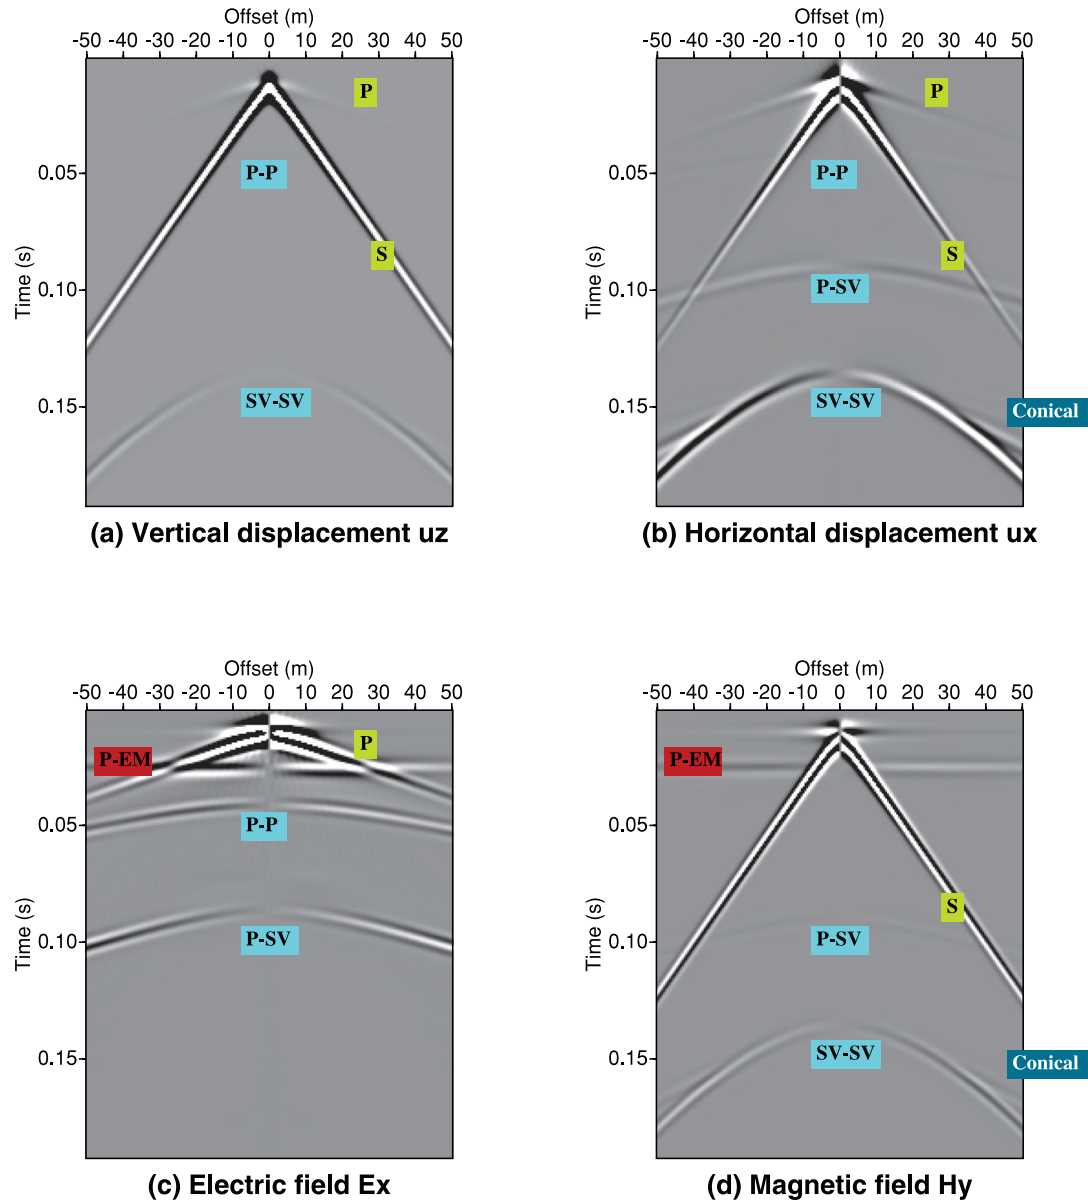 Offset (m)
-50 -40 -30 -20 -10 0 10 20 30 40 50
P
0.05
P-P
Time (s)
S
0.10
SV-SV
0.15
(a) Vertical displacement uz
Offset (m)
-50 -40 -30 -20 -10 0 10 20 30 40 50
P
0.05
P-P
Time (s)
S
P-SV
0.10
SV-SV
0.15
Conical
(b) Horizontal displacement ux
Offset (m)
-50 -40 -30 -20 -10 0 10 20 30 40 50
P
P-EM
0.05
P-P
Time (s)
0.10
P-SV
0.15
(c) Electric field Ex
Offset (m)
-50 -40 -30 -20 -10 0 10 20 30 40 50
P-EM
0.05
Time (s)
S
0.10
P-SV
SV-SV
0.15
Conical
(d) Magnetic field Hy